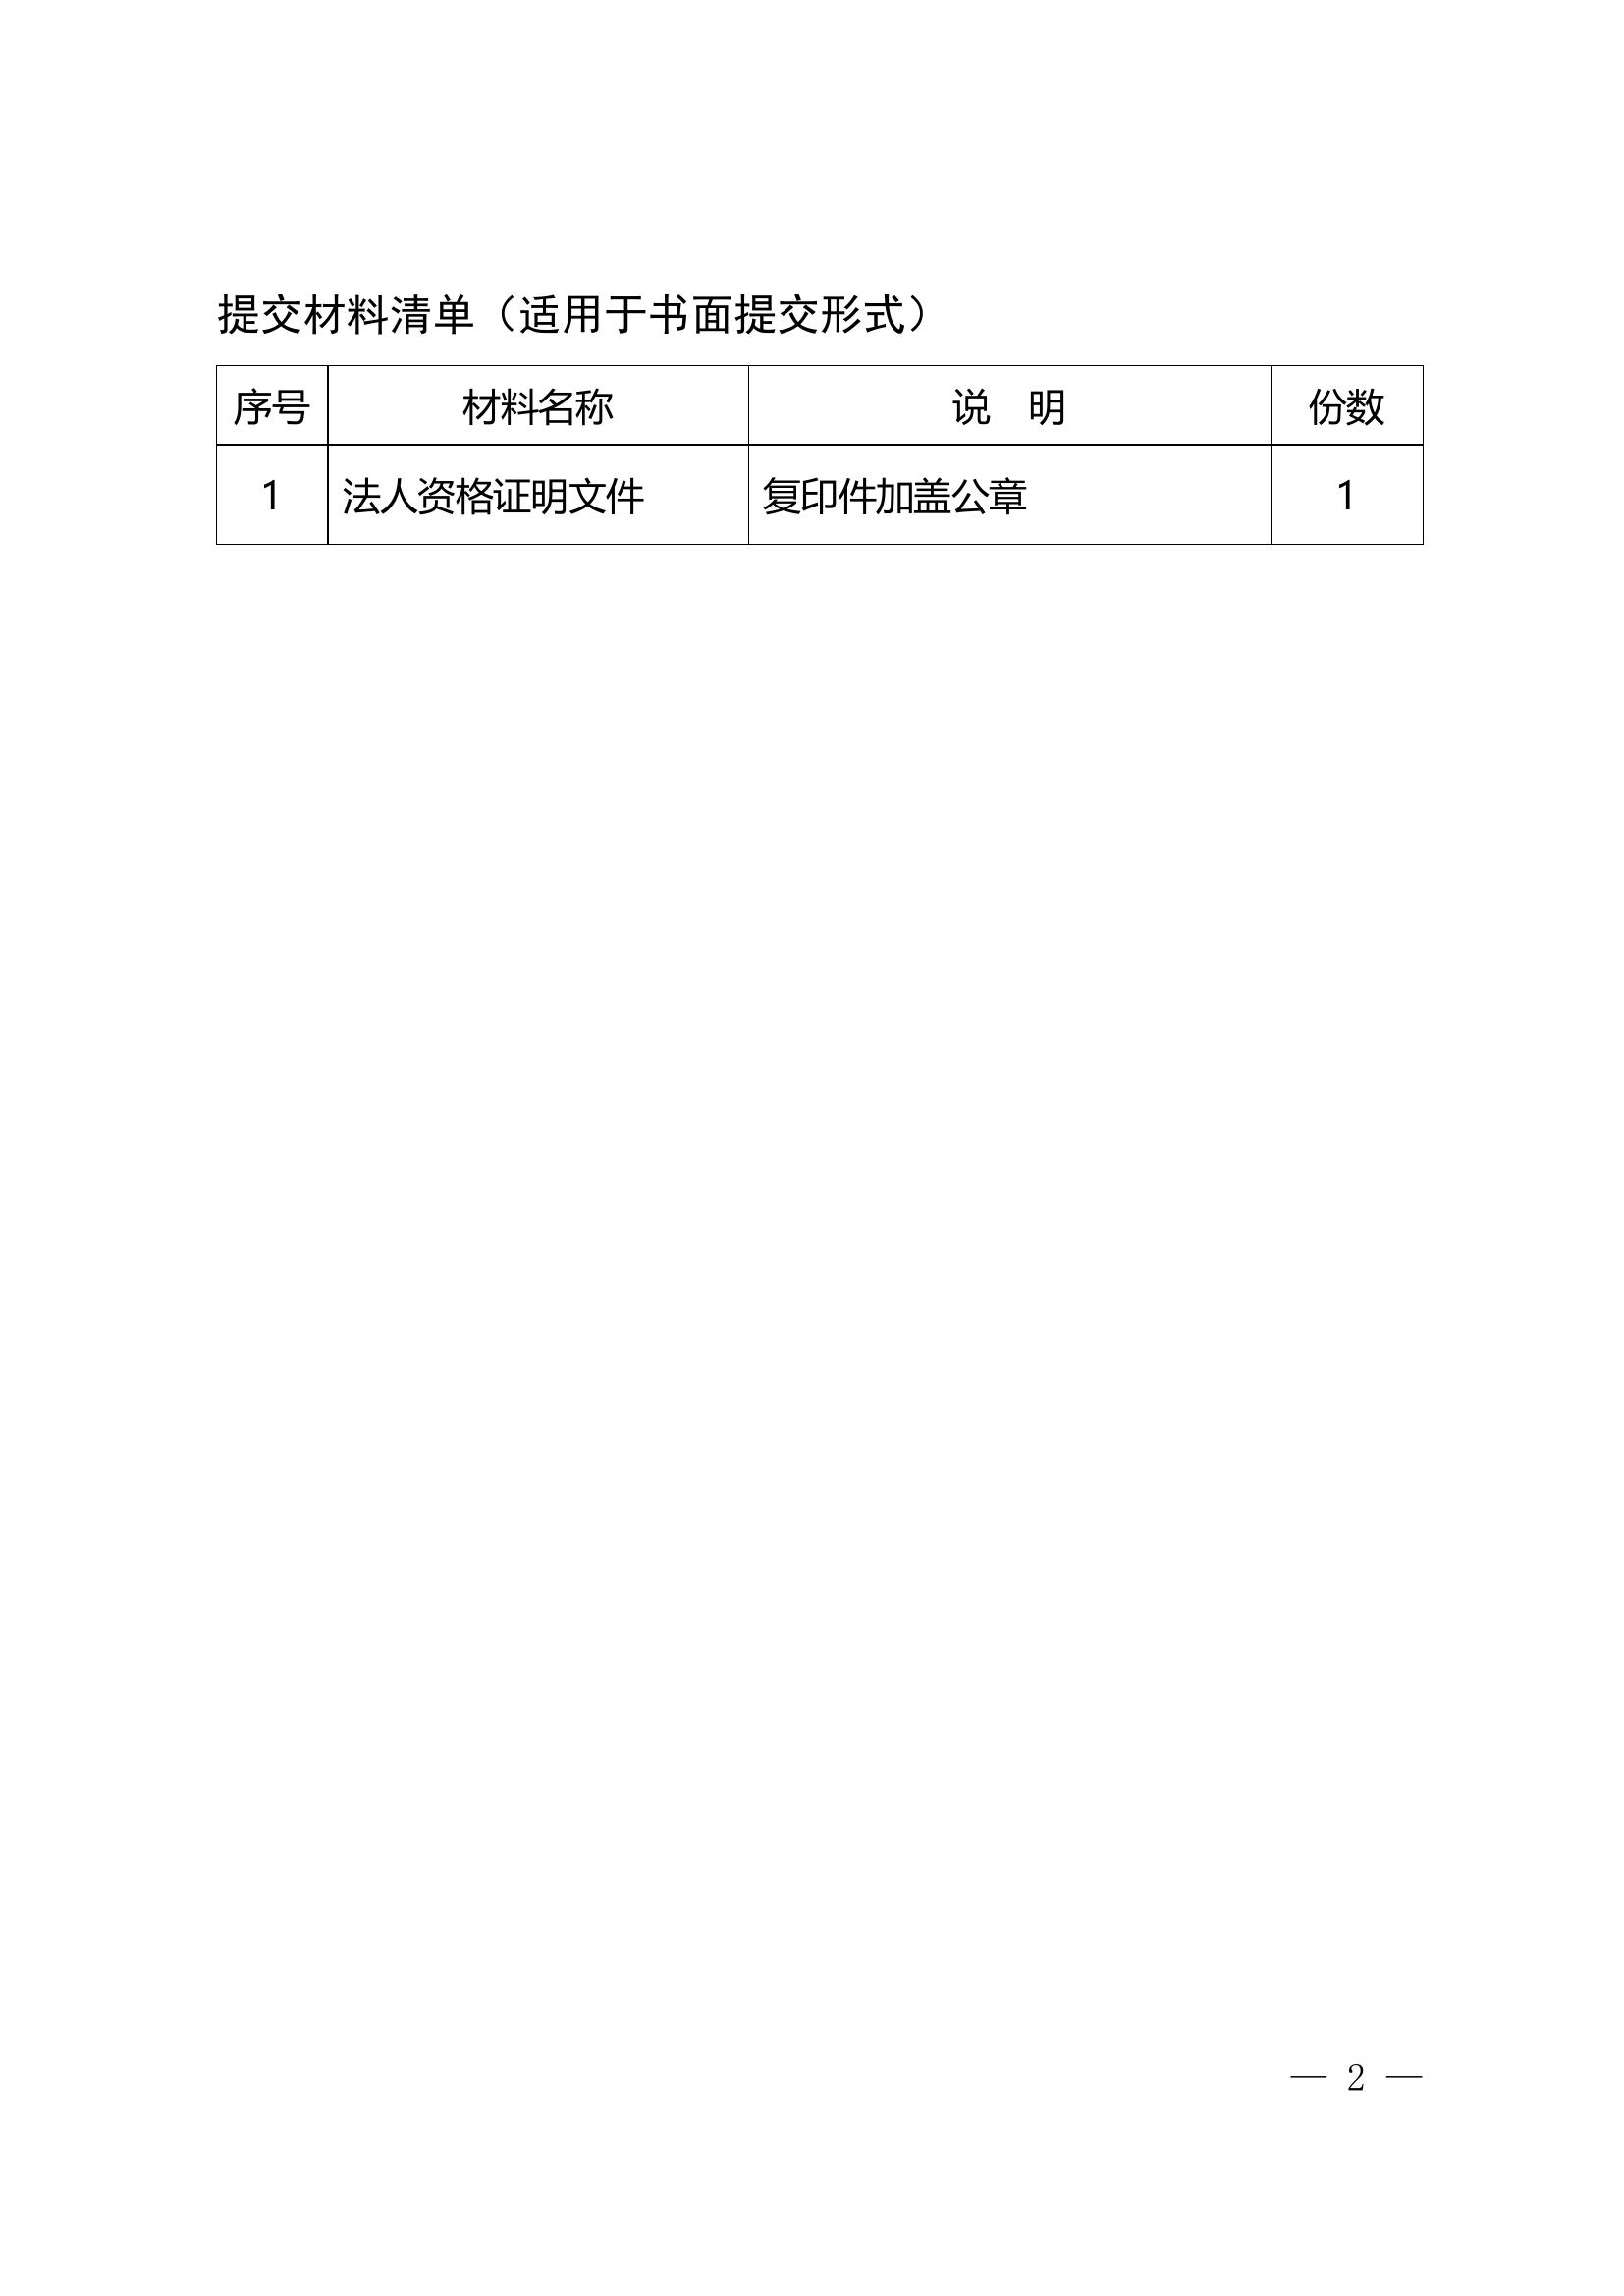 提交材料清单（适用于书面提交形式）
序号 材料名称 说　明 份数
1 法人资格证明文件 复印件加盖公章 1
— 2 —